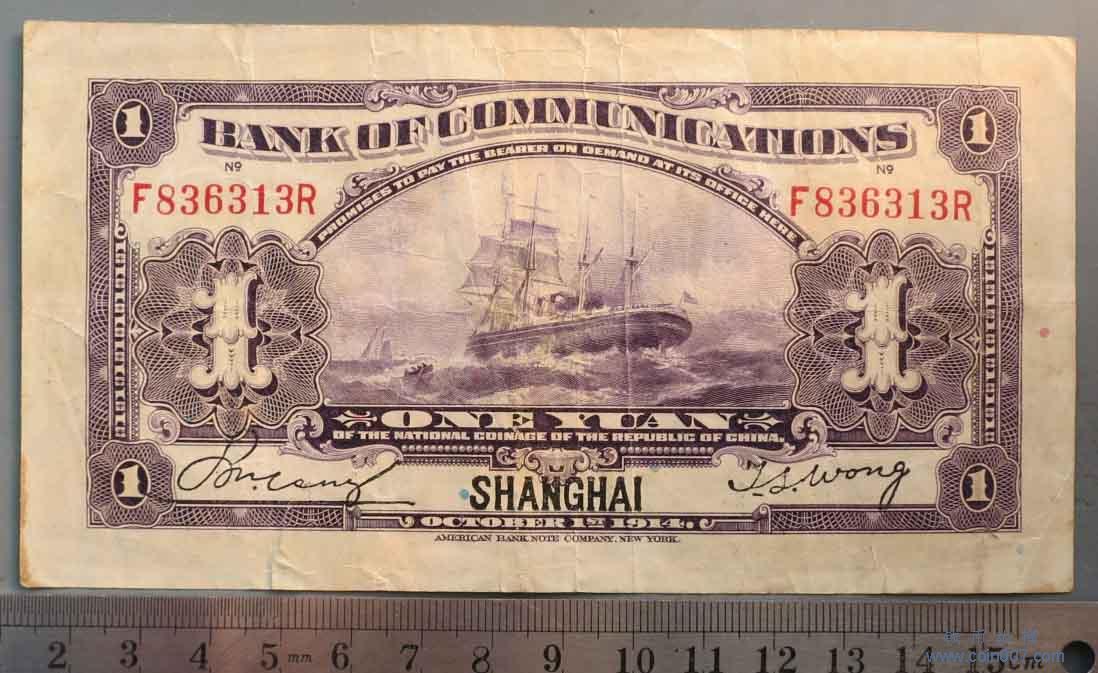 1 1
BANK OF COMMUNICATIONS
PROMISES TO PAY THE BEARER ON DEMAND AT ITS OFFICE HERE
Nº Nº
F836313R F836313R
1 1
ONE YUAN
OF THE NATIONAL COINAGE OF THE REPUBLIC OF CHINA.
T.S. Wong
1 1
SHANGHAI
OCTOBER 1ST 1914.
AMERICAN BANK NOTE COMPANY, NEW YORK.
2 3 4 5 mm 6 7 8 9 10 11 12 13 14 15 cm
www.coin007.com